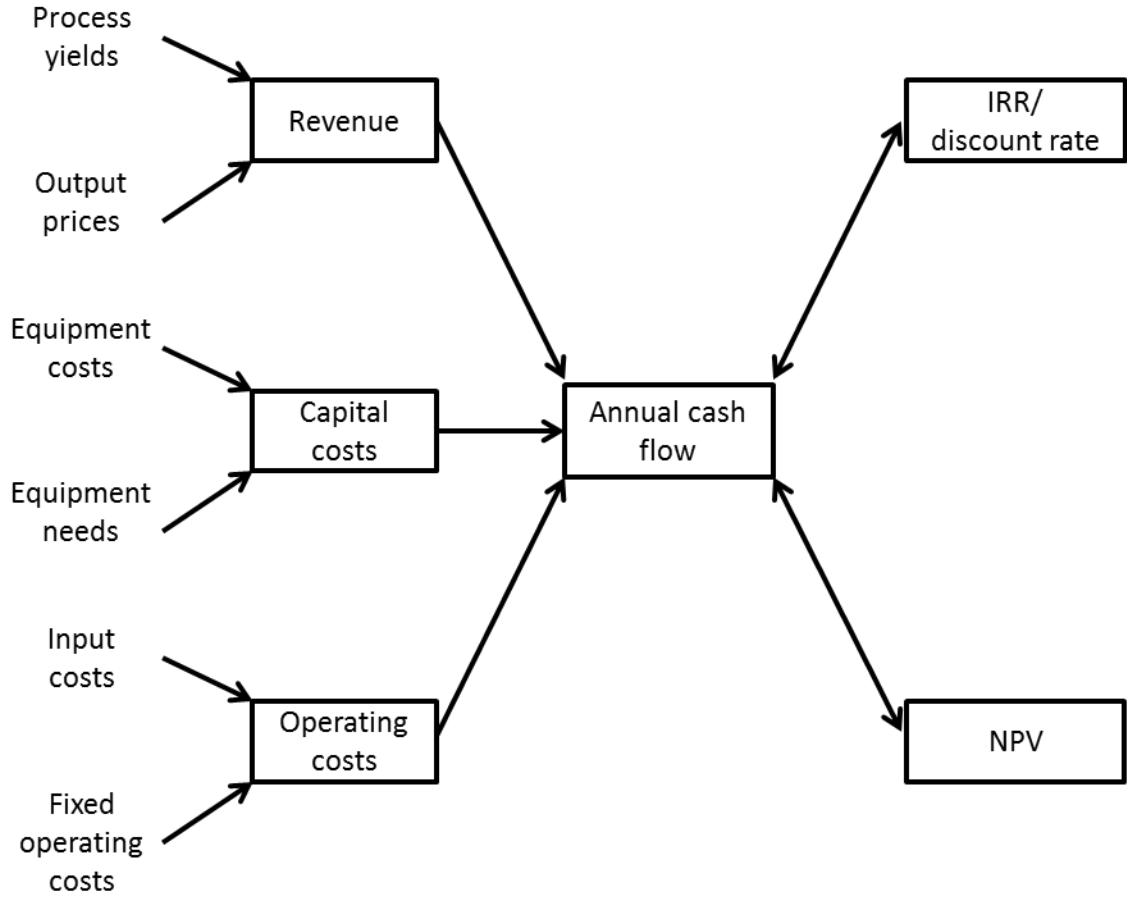 Process
yields
Revenue
Output
prices
Equipment
costs
Capital
costs
Equipment
needs
Input
costs
Operating
costs
Fixed
operating
costs
Annual cash
flow
IRR/
discount rate
NPV